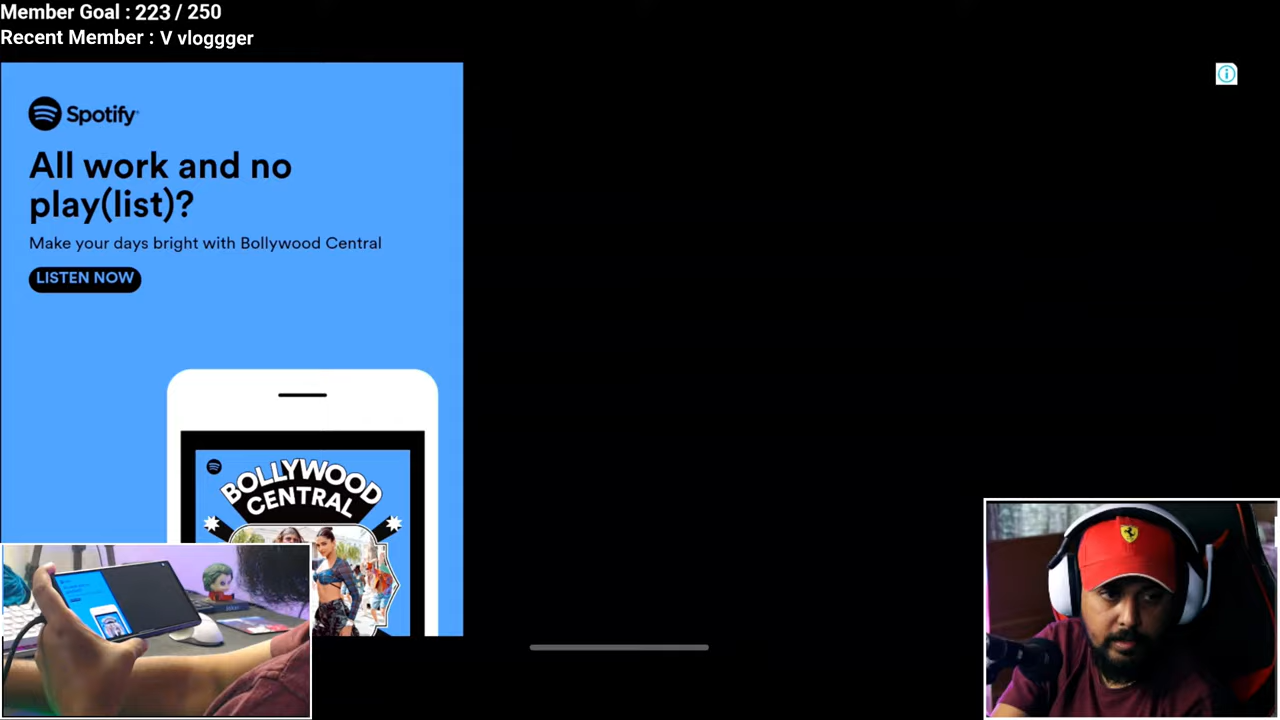 Member Goal : 223 / 250
Recent Member : V vloggger
Spotify
All work and no
play(list)?
Make your days bright with Bollywood Central
LISTEN NOW
BOLLYWOOD
CENTRAL